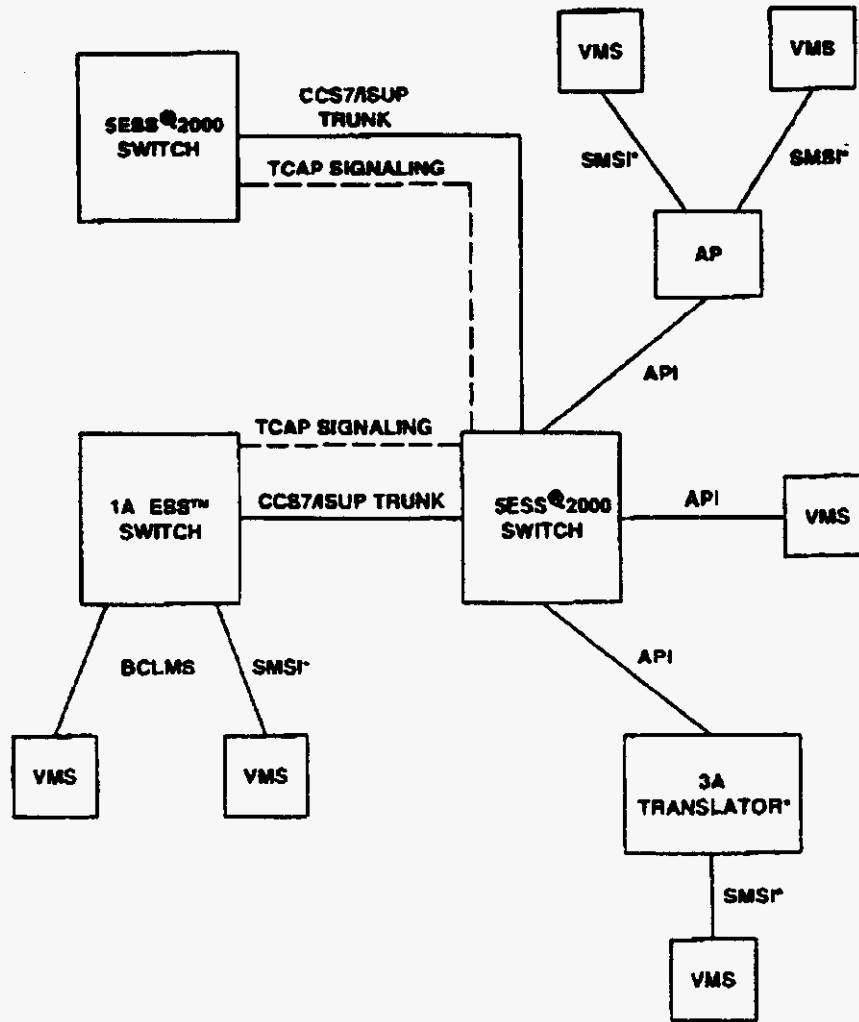 VMS
VMS
5ESS®-2000
SWITCH
CCS7/ISUP
TRUNK
TCAP SIGNALING
SMSI*
SMSI*
AP
API
TCAP SIGNALING
1A ESS™
SWITCH
CCS7/ISUP TRUNK
5ESS®-2000
SWITCH
API
VMS
BCLMS
SMSI*
API
VMS
VMS
3A
TRANSLATOR*
SMSI*
VMS